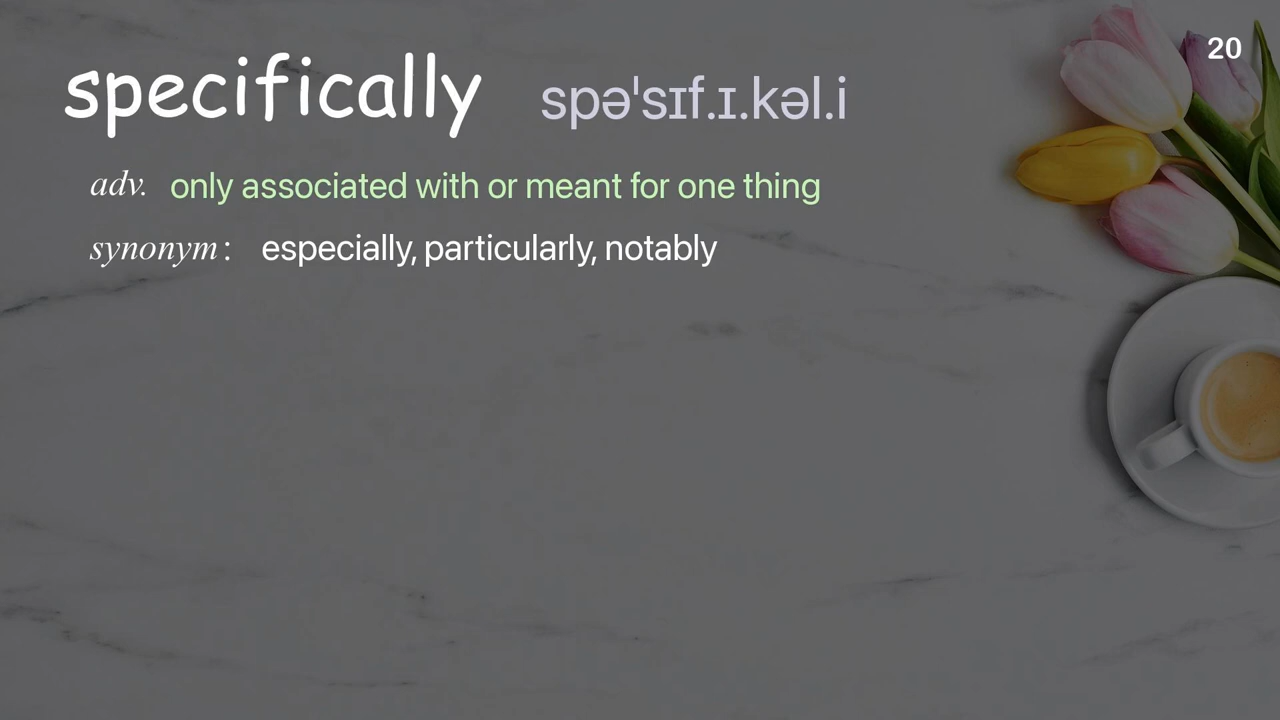 20
specifically spəˈsɪf.ɪ.kəl.i
adv. only associated with or meant for one thing
synonym: especially, particularly, notably